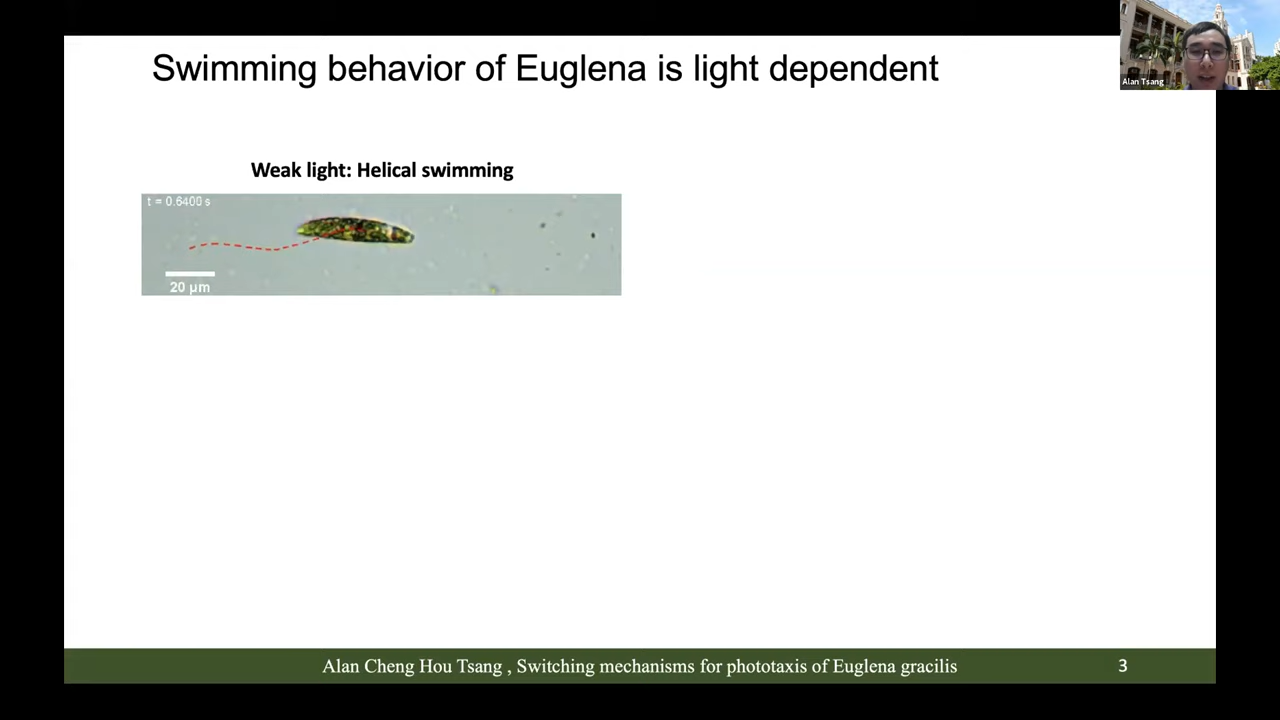 Swimming behavior of Euglena is light dependent
Alan Tsang
Weak light: Helical swimming
t = 0.6400 s
20 μm
Alan Cheng Hou Tsang , Switching mechanisms for phototaxis of Euglena gracilis
3